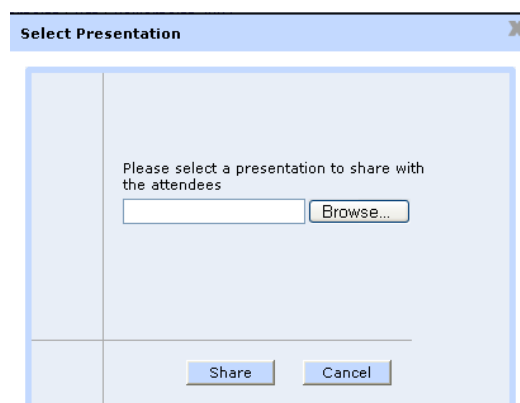 Select Presentation
Please select a presentation to share with
the attendees
Browse...
Share
Cancel